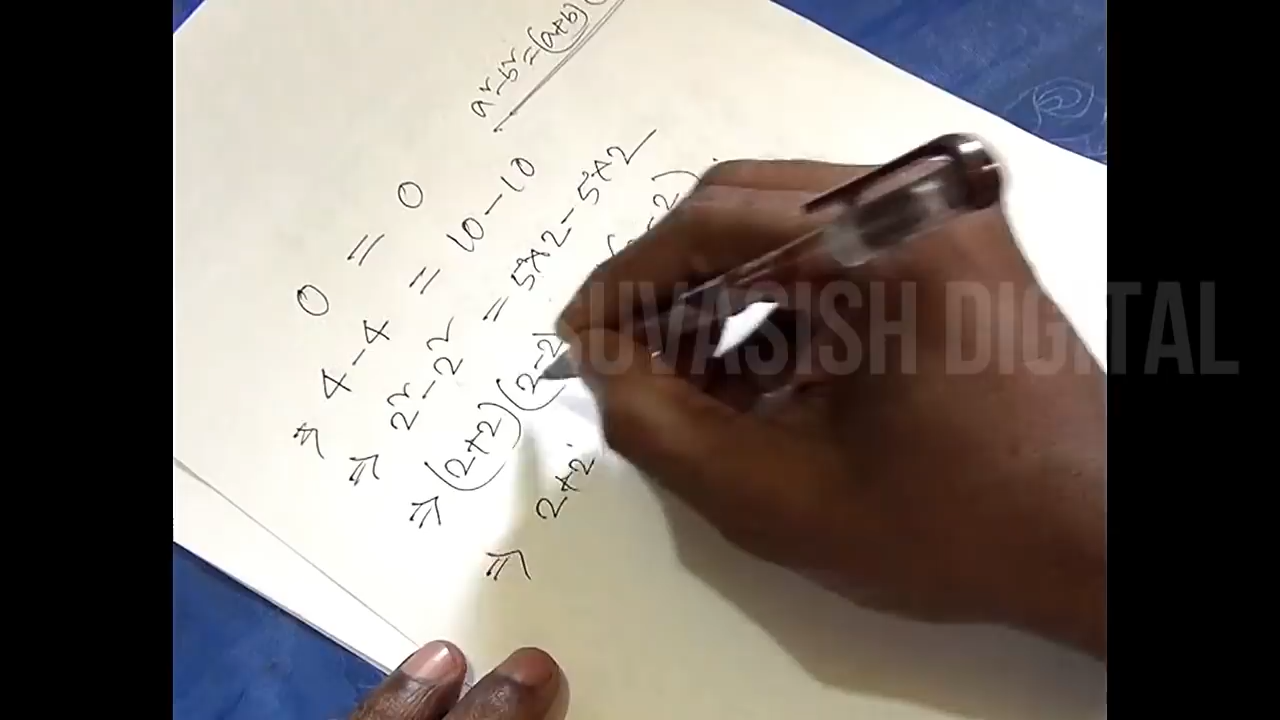 a² - b² = (a+b)
0 = 0
⇒ 4 - 4 = 10 - 10
⇒ 2² - 2² = 5×2 - 5×2
⇒ (2+2)(2-2)
⇒ 2+2
SUVASISH DIGITAL